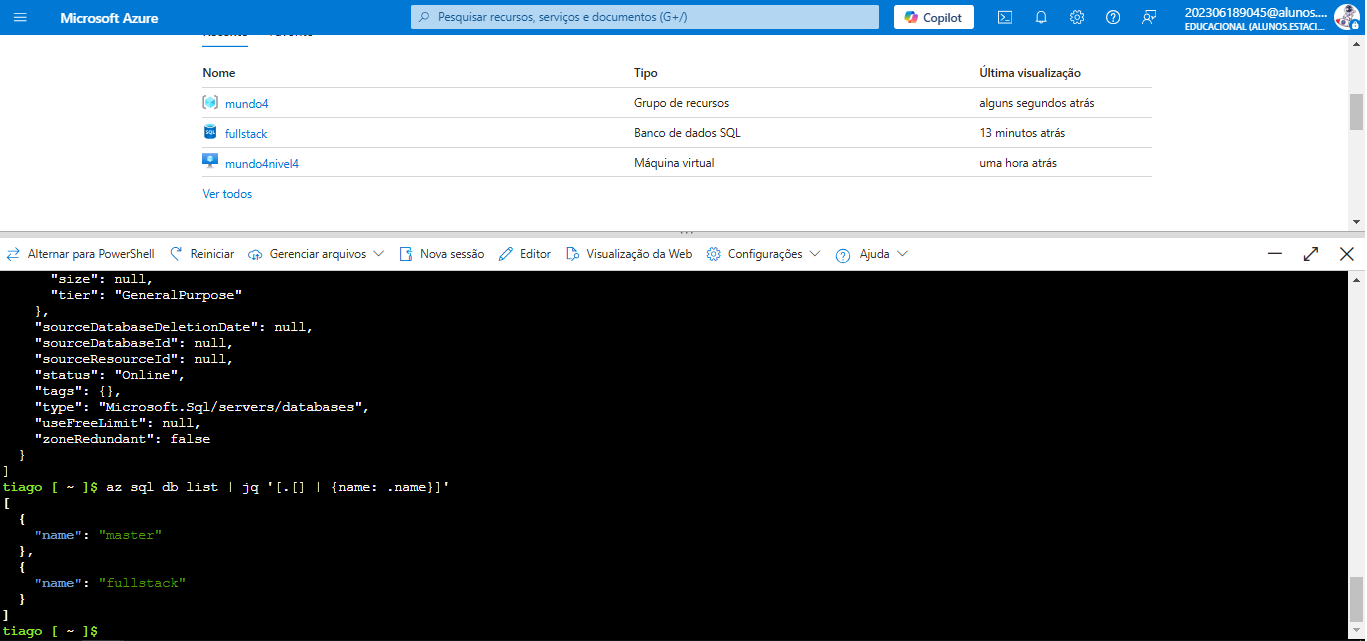 Microsoft Azure
Pesquisar recursos, serviços e documentos (G+/)
Copilot
202306189045@alunos....
EDUCACIONAL (ALUNOS.ESTACI...
Nome Tipo Última visualização
mundo4 Grupo de recursos alguns segundos atrás
fullstack Banco de dados SQL 13 minutos atrás
mundo4nivel4 Máquina virtual uma hora atrás
Ver todos
Alternar para PowerShell Reiniciar Gerenciar arquivos Nova sessão Editor Visualização da Web Configurações Ajuda
"size": null,
"tier": "GeneralPurpose"
},
"sourceDatabaseDeletionDate": null,
"sourceDatabaseId": null,
"sourceResourceId": null,
"status": "Online",
"tags": {},
"type": "Microsoft.Sql/servers/databases",
"useFreeLimit": null,
"zoneRedundant": false
}
]
tiago [ ~ ]$ az sql db list | jq '[.[] | {name: .name}]'
[
{
"name": "master"
},
{
"name": "fullstack"
}
]
tiago [ ~ ]$